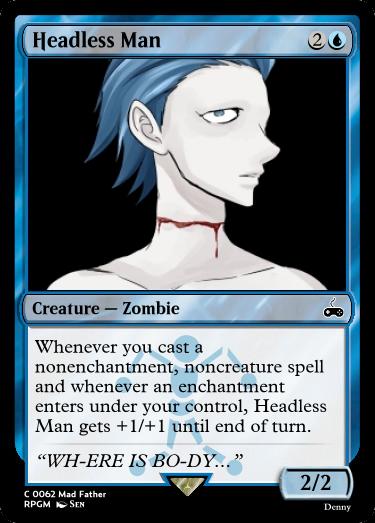 Headless Man 2
Creature — Zombie
Whenever you cast a
nonenchantment, noncreature spell
and whenever an enchantment
enters under your control, Headless
Man gets +1/+1 until end of turn.
“WH-ERE IS BO-DY...”
2/2
C 0062 Mad Father
RPGM SEN
Denny